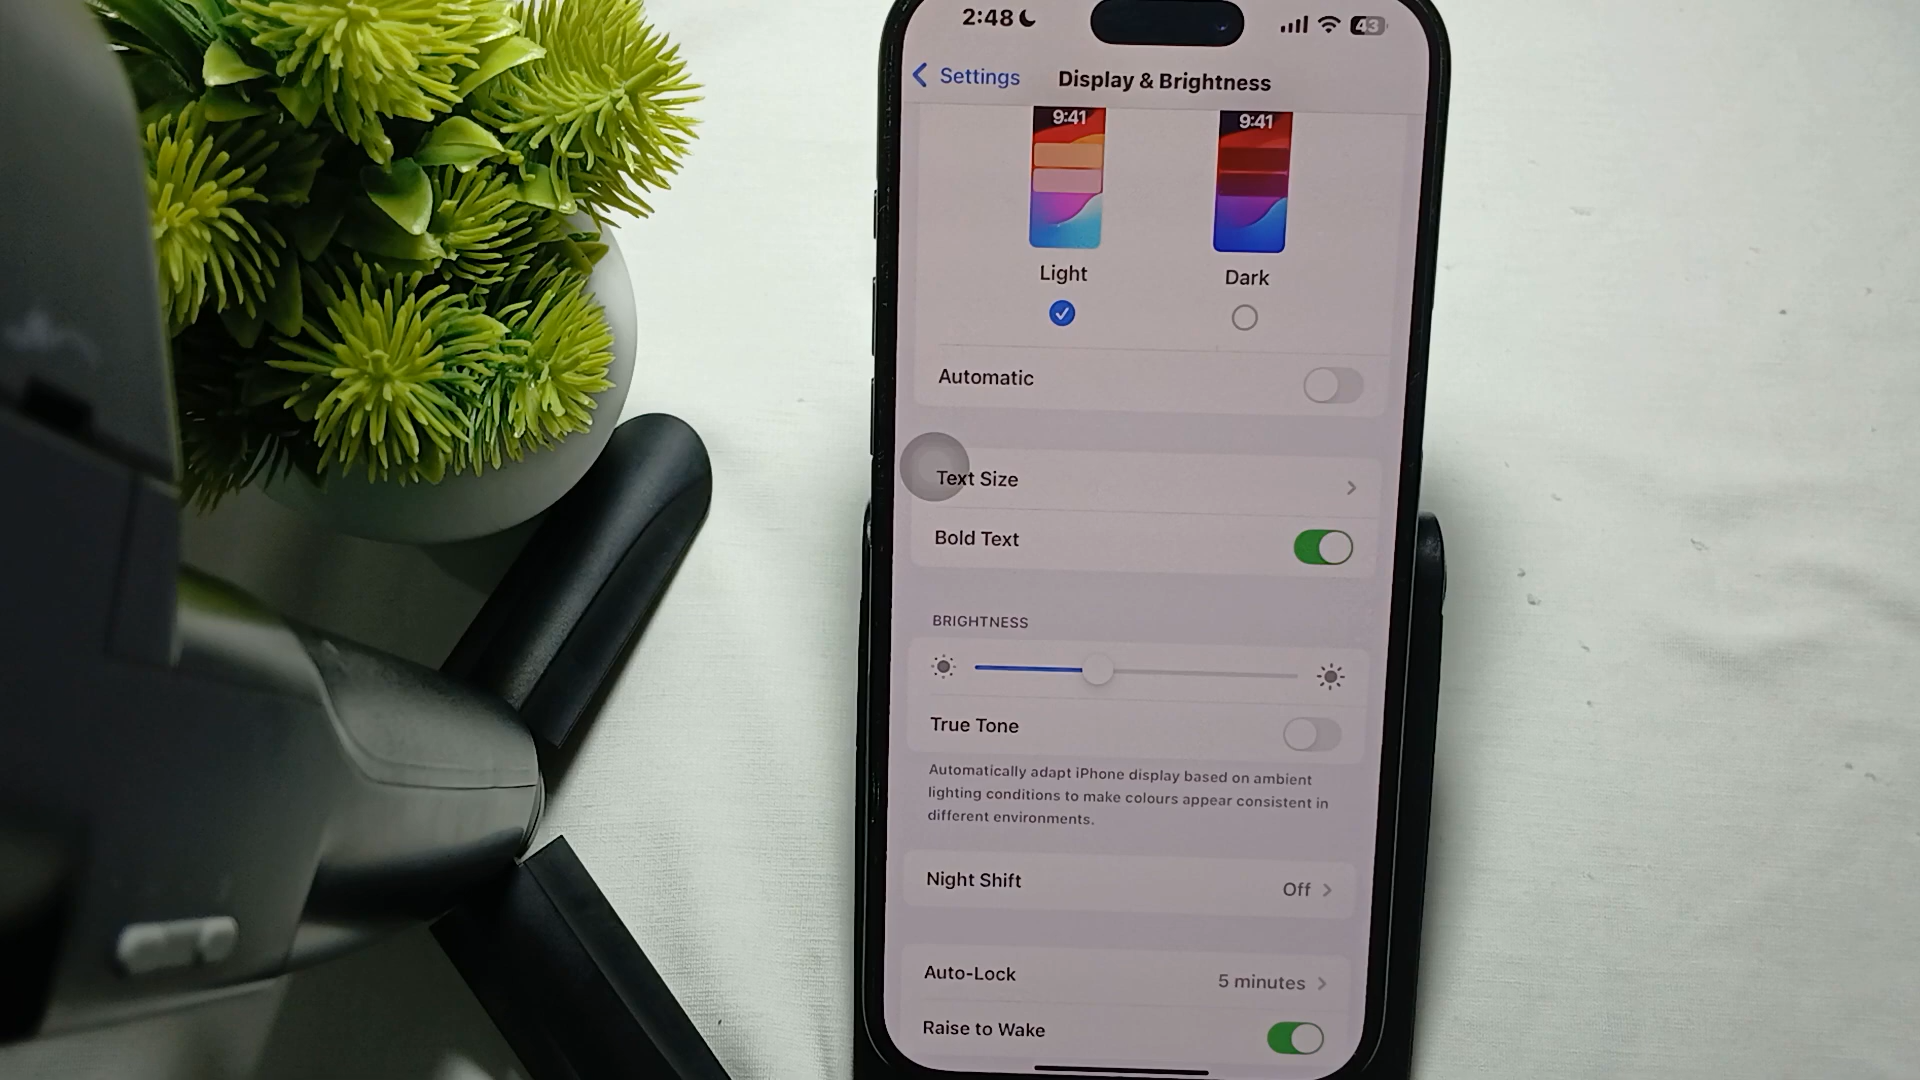 2:48
43
Settings
Display & Brightness
9:41
9:41
Light
Dark
Automatic
Text Size
Bold Text
BRIGHTNESS
True Tone
Automatically adapt iPhone display based on ambient
lighting conditions to make colours appear consistent in
different environments.
Night Shift
Off
Auto-Lock
5 minutes
Raise to Wake